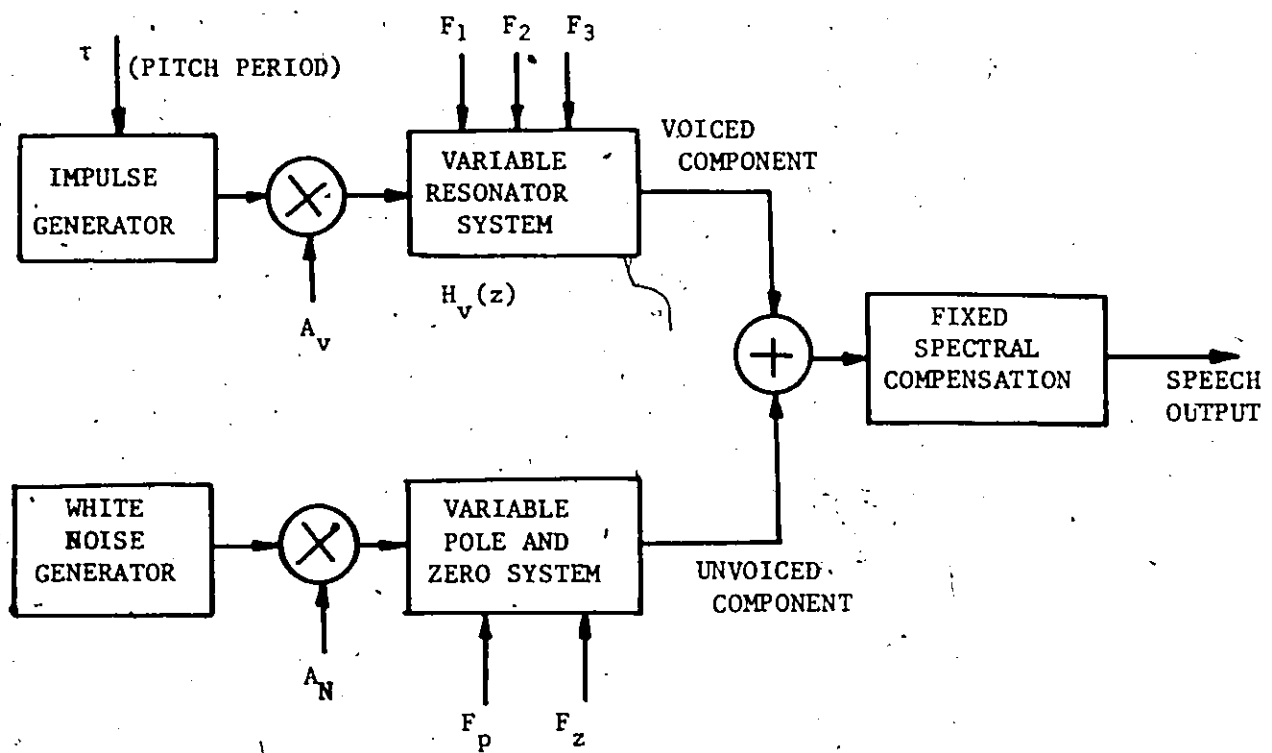 τ
(PITCH PERIOD)
F1 F2 F3
IMPULSE
GENERATOR
Av
VARIABLE
RESONATOR
SYSTEM
Hv(z)
VOICED
COMPONENT
FIXED
SPECTRAL
COMPENSATION
SPEECH
OUTPUT
WHITE
NOISE
GENERATOR
AN
VARIABLE
POLE AND
ZERO SYSTEM
Fp Fz
UNVOICED
COMPONENT